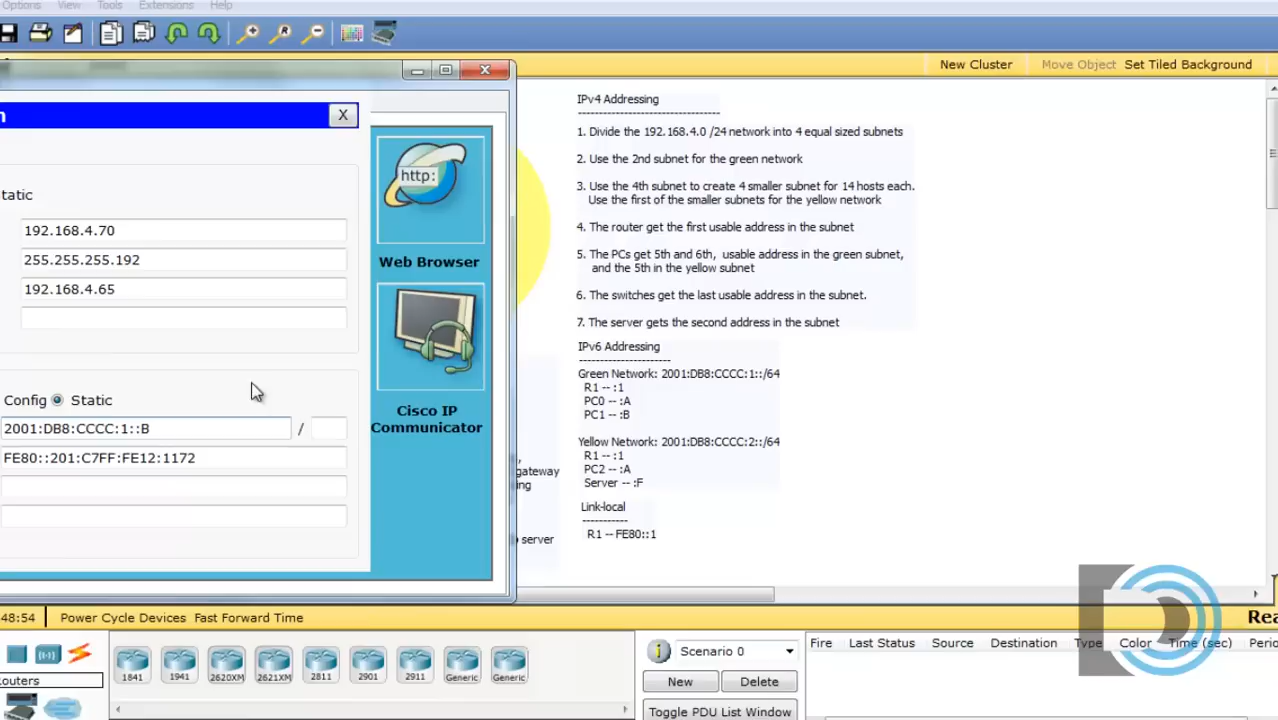 Options View Tools Extensions Help
New Cluster Move Object Set Tiled Background
X
tatic
192.168.4.70
255.255.255.192
192.168.4.65
Config Static
2001:DB8:CCCC:1::B /
FE80::201:C7FF:FE12:1172
http:
Web Browser
Cisco IP
Communicator
IPv4 Addressing
1. Divide the 192.168.4.0 /24 network into 4 equal sized subnets
2. Use the 2nd subnet for the green network
3. Use the 4th subnet to create 4 smaller subnet for 14 hosts each.
Use the first of the smaller subnets for the yellow network
4. The router get the first usable address in the subnet
5. The PCs get 5th and 6th, usable address in the green subnet,
and the 5th in the yellow subnet
6. The switches get the last usable address in the subnet.
7. The server gets the second address in the subnet
IPv6 Addressing
Green Network: 2001:DB8:CCCC:1::/64
R1 -- :1
PC0 -- :A
PC1 -- :B
Yellow Network: 2001:DB8:CCCC:2::/64
R1 -- :1
PC2 -- :A
Server -- :F
Link-local
R1 -- FE80::1
gateway
ing
server
48:54 Power Cycle Devices Fast Forward Time
Rea
outers
1841 1941 2620XM 2621XM 2811 2901 2911 Generic Generic
Scenario 0
New Delete
Toggle PDU List Window
Fire Last Status Source Destination Type Color Time (sec) Perio